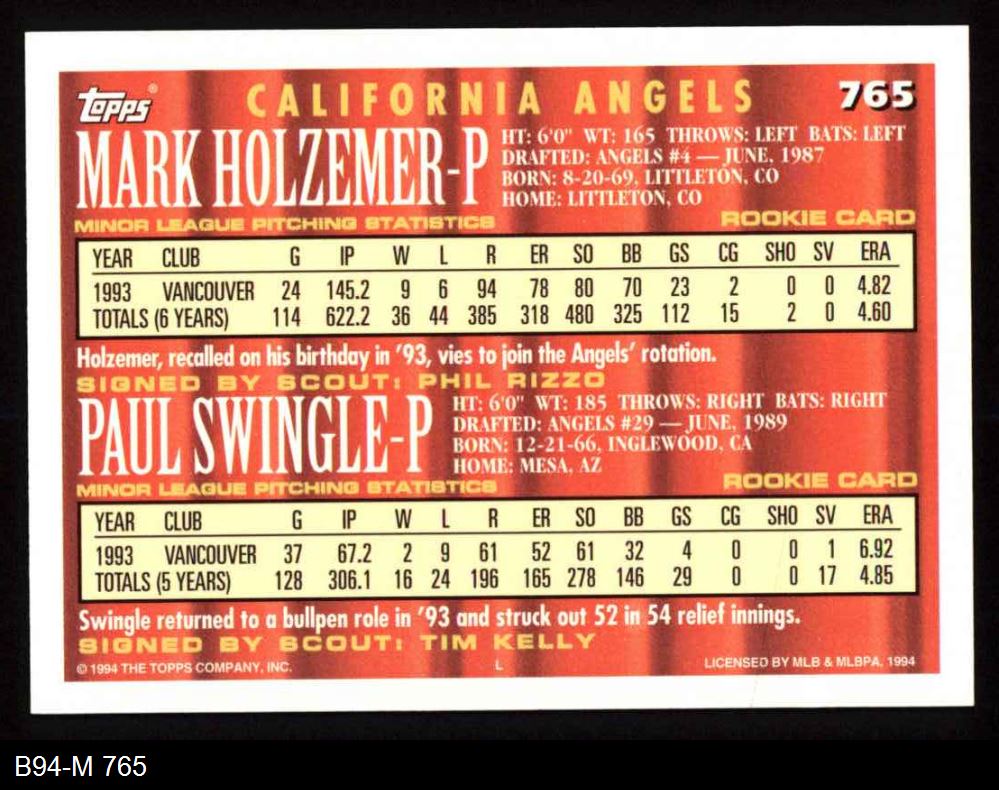 Topps® CALIFORNIA ANGELS 765
MARK HOLZEMER-P
HT: 6'0" WT: 165 THROWS: LEFT BATS: LEFT
DRAFTED: ANGELS #4 — JUNE, 1987
BORN: 8-20-69, LITTLETON, CO
HOME: LITTLETON, CO
MINOR LEAGUE PITCHING STATISTICS ROOKIE CARD
YEAR CLUB G IP W L R ER SO BB GS CG SHO SV ERA
1993 VANCOUVER 24 145.2 9 6 94 78 80 70 23 2 0 0 4.82
TOTALS (6 YEARS) 114 622.2 36 44 385 318 480 325 112 15 2 0 4.60
Holzemer, recalled on his birthday in '93, vies to join the Angels' rotation.
SIGNED BY SCOUT: PHIL RIZZO
PAUL SWINGLE-P
HT: 6'0" WT: 185 THROWS: RIGHT BATS: RIGHT
DRAFTED: ANGELS #29 — JUNE, 1989
BORN: 12-21-66, INGLEWOOD, CA
HOME: MESA, AZ
MINOR LEAGUE PITCHING STATISTICS ROOKIE CARD
YEAR CLUB G IP W L R ER SO BB GS CG SHO SV ERA
1993 VANCOUVER 37 67.2 2 9 61 52 61 32 4 0 0 1 6.92
TOTALS (5 YEARS) 128 306.1 16 24 196 165 278 146 29 0 0 17 4.85
Swingle returned to a bullpen role in '93 and struck out 52 in 54 relief innings.
SIGNED BY SCOUT: TIM KELLY
© 1994 THE TOPPS COMPANY, INC. L LICENSED BY MLB & MLBPA, 1994
B94-M 765